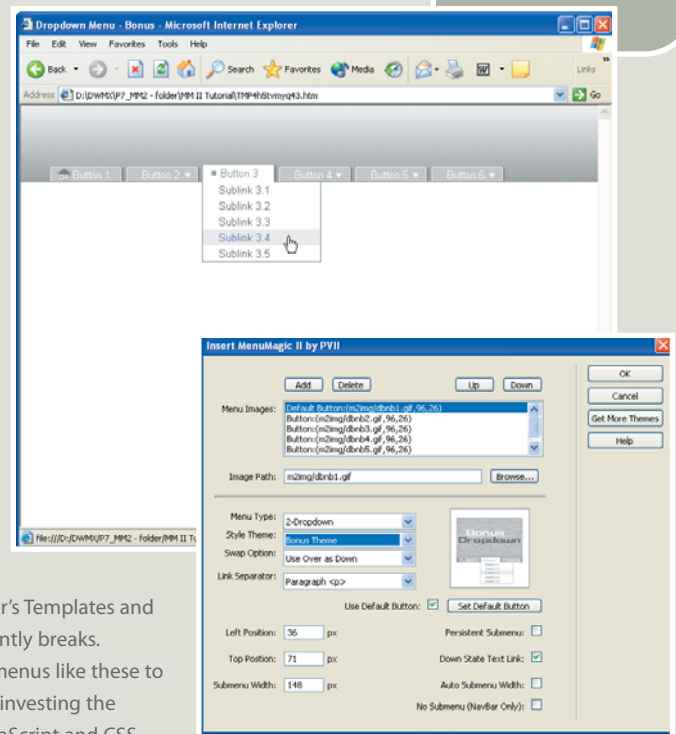 Dropdown Menu - Bonus - Microsoft Internet Explorer
File Edit View Favorites Tools Help
Back Search Favorites Media Links
Address D:\DWMX\P7_MM2 - folder\MM II Tutorial\TMP4hStvmyq43.htm Go
Button 1 Button 2 Button 3 Button 4 Button 5 Button 6
Sublink 3.1
Sublink 3.2
Sublink 3.3
Sublink 3.4
Sublink 3.5
file:///D:/DWMX/P7_MM2 - folder/MM II Tu
Insert MenuMagic II by PVII
Add Delete Up Down OK
Cancel
Get More Themes
Help
Menu Images: Default Button:(m2img/dbnb1.gif,96,26)
Button:(m2img/dbnb2.gif,96,26)
Button:(m2img/dbnb3.gif,96,26)
Button:(m2img/dbnb4.gif,96,26)
Button:(m2img/dbnb5.gif,96,26)
Image Path: m2img/dbnb1.gif Browse...
Menu Type: 2-Dropdown
Style Theme: Bonus Theme
Swap Option: Use Over as Down
Link Separator: Paragraph <p>
Bonus
Dropdown
Use Default Button: Set Default Button
Left Position: 36 px Persistent Submenu:
Top Postion: 71 px Down State Text Link:
Submenu Width: 148 px Auto Submenu Width:
No Submenu (NavBar Only):
er's Templates and
ntly breaks.
menus like these to
investing the